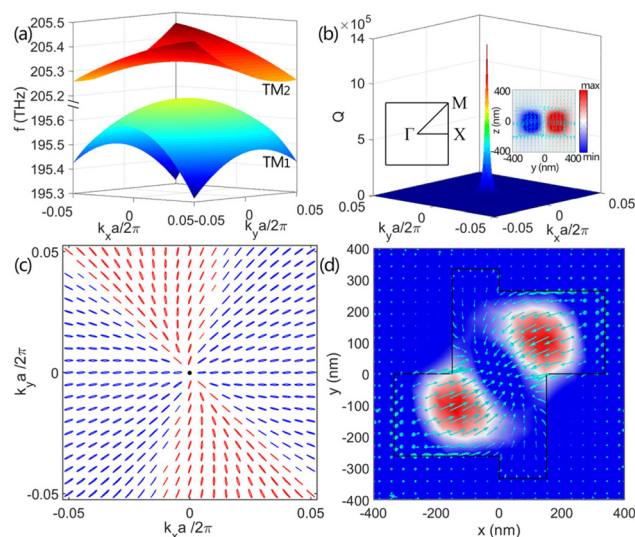 (a)
205.5
205.4
205.3
205.2
195.6
195.5
195.4
195.3
f (THz)
TM2
TM1
-0.05
0
0.05
-0.05
0
0.05
kxa/2π
kya/2π
(b)
×10⁵
14
10
5
0
Q
M
Γ
X
400
0
-400
z (nm)
-400
0
400
y (nm)
max
min
0.05
0
-0.05
-0.05
0
0.05
kya/2π
kxa/2π
(c)
0.05
0
-0.05
kya /2π
-0.05
0
0.05
kxa /2π
(d)
400
300
200
100
0
-100
-200
-300
-400
y (nm)
-400
-200
0
200
400
x (nm)